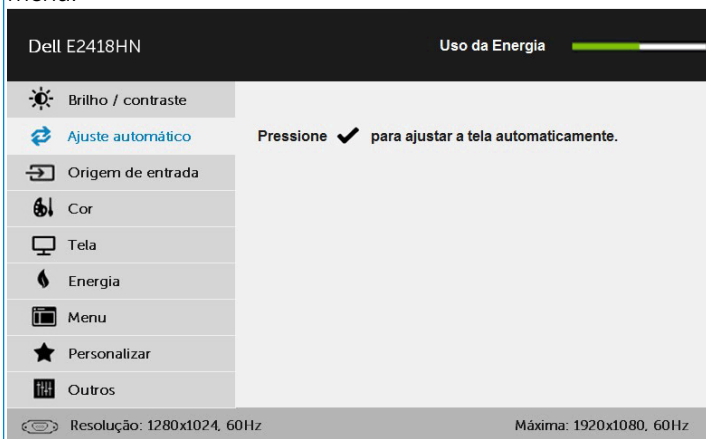 Dell E2418HN
Uso da Energia
Brilho / contraste
Ajuste automático
Pressione ✓ para ajustar a tela automaticamente.
Origem de entrada
Cor
Tela
Energia
Menu
Personalizar
Outros
Resolução: 1280x1024, 60Hz
Máxima: 1920x1080, 60Hz